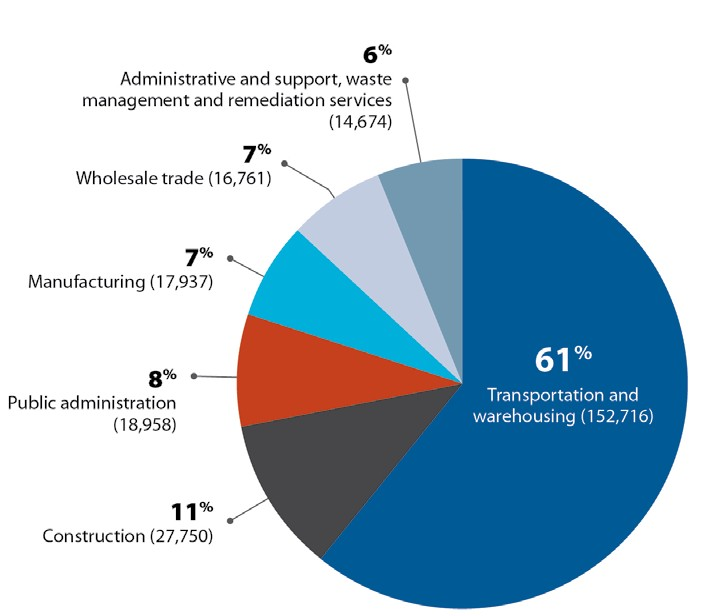 6%
Administrative and support, waste
management and remediation services
(14,674)
7%
Wholesale trade (16,761)
7%
Manufacturing (17,937)
61%
Transportation and
warehousing (152,716)
8%
Public administration
(18,958)
11%
Construction (27,750)